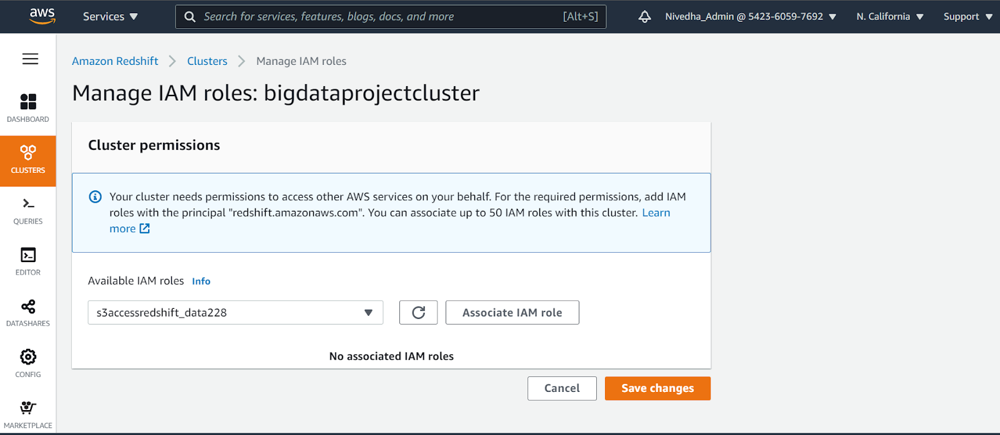 aws
Services ▼
Search for services, features, blogs, docs, and more [Alt+S]
Nivedha_Admin @ 5423-6059-7692 ▼
N. California ▼
Support ▼
DASHBOARD
CLUSTERS
QUERIES
EDITOR
DATASHARES
CONFIG
MARKETPLACE
Amazon Redshift > Clusters > Manage IAM roles
Manage IAM roles: bigdataprojectcluster
Cluster permissions
Your cluster needs permissions to access other AWS services on your behalf. For the required permissions, add IAM
roles with the principal "redshift.amazonaws.com". You can associate up to 50 IAM roles with this cluster. Learn
more
Available IAM roles Info
s3accessredshift_data228 ▼
Associate IAM role
No associated IAM roles
Cancel
Save changes